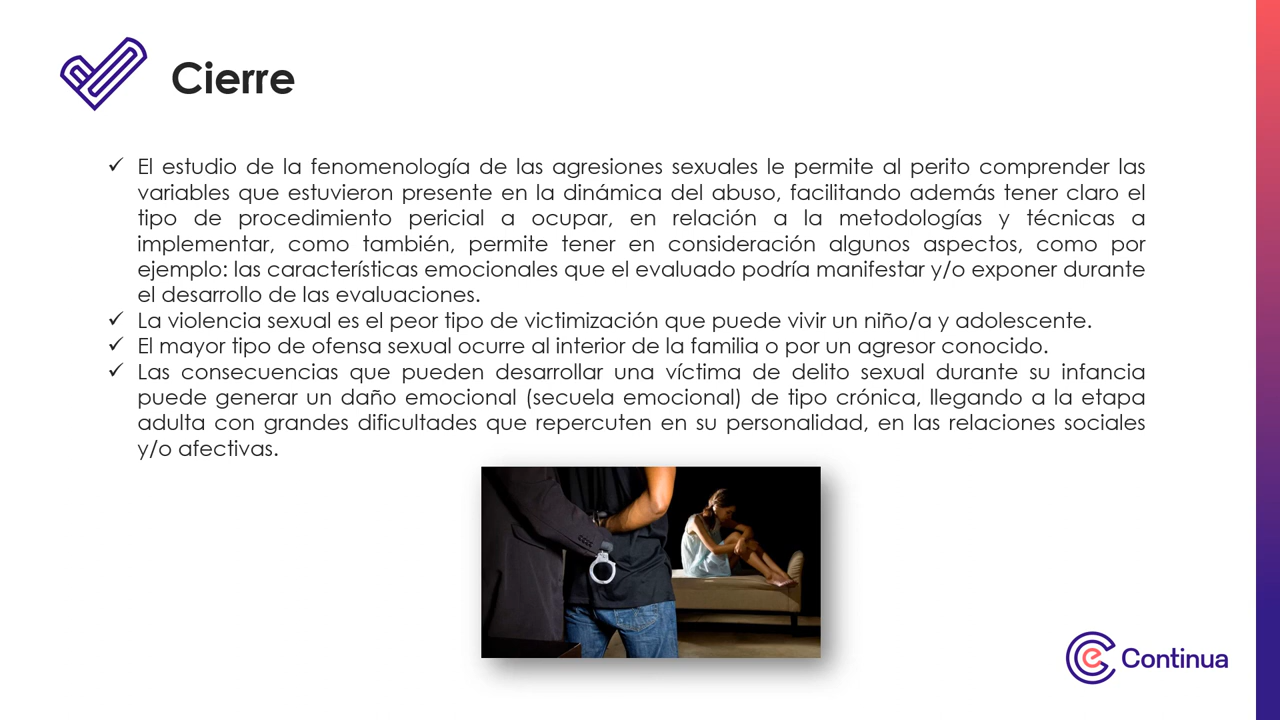 Cierre
✓ El estudio de la fenomenología de las agresiones sexuales le permite al perito comprender las
variables que estuvieron presente en la dinámica del abuso, facilitando además tener claro el
tipo de procedimiento pericial a ocupar, en relación a la metodologías y técnicas a
implementar, como también, permite tener en consideración algunos aspectos, como por
ejemplo: las características emocionales que el evaluado podría manifestar y/o exponer durante
el desarrollo de las evaluaciones.
✓ La violencia sexual es el peor tipo de victimización que puede vivir un niño/a y adolescente.
✓ El mayor tipo de ofensa sexual ocurre al interior de la familia o por un agresor conocido.
✓ Las consecuencias que pueden desarrollar una víctima de delito sexual durante su infancia
puede generar un daño emocional (secuela emocional) de tipo crónica, llegando a la etapa
adulta con grandes dificultades que repercuten en su personalidad, en las relaciones sociales
y/o afectivas.
Continua